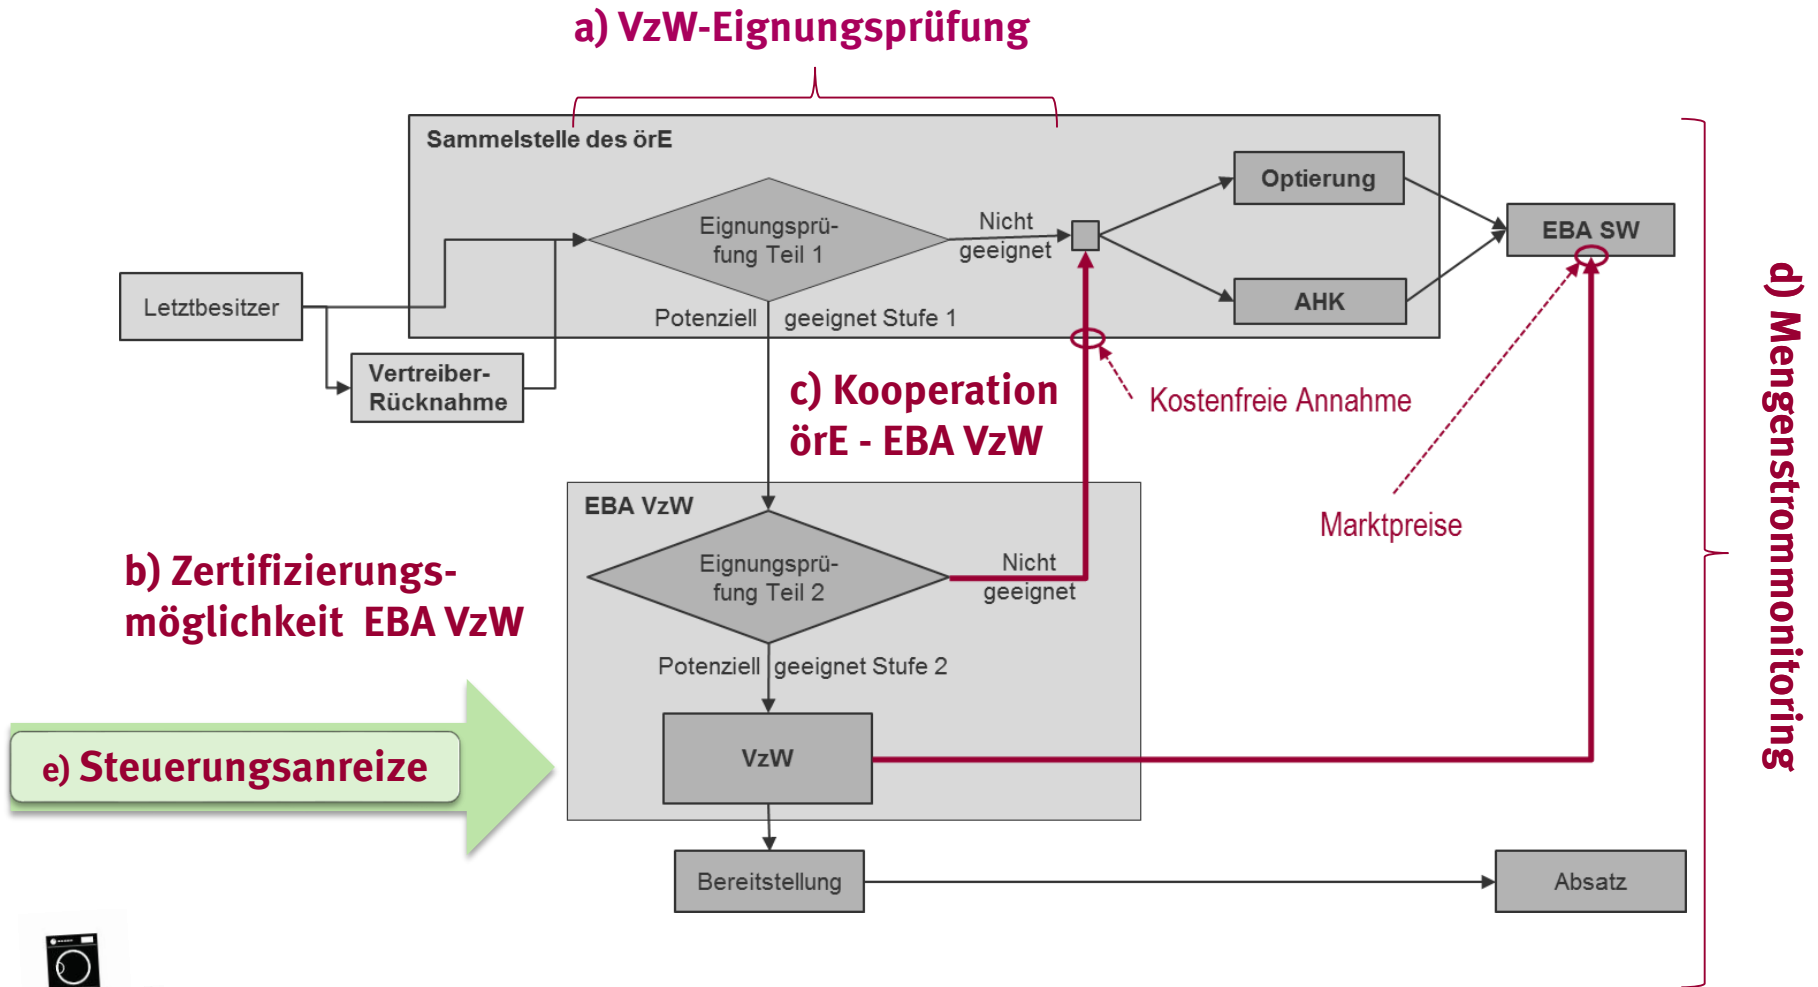 a) VzW-Eignungsprüfung
Sammelstelle des örE
Optierung
Eignungsprü-
fung Teil 1
Nicht
geeignet
EBA SW
Letztbesitzer
AHK
Potenziell geeignet Stufe 1
Vertreiber-
Rücknahme
c) Kooperation
örE - EBA VzW
Kostenfreie Annahme
d) Mengenstrommonitoring
EBA VzW
Marktpreise
b) Zertifizierungs-
möglichkeit EBA VzW
Eignungsprü-
fung Teil 2
Nicht
geeignet
Potenziell geeignet Stufe 2
e) Steuerungsanreize
VzW
Bereitstellung
Absatz